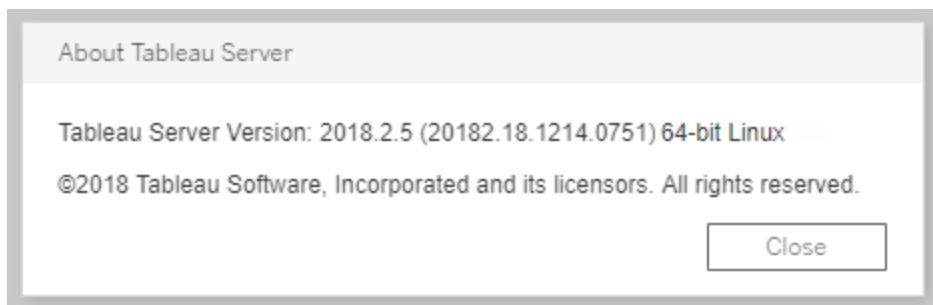 About Tableau Server
Tableau Server Version: 2018.2.5 (20182.18.1214.0751) 64-bit Linux
©2018 Tableau Software, Incorporated and its licensors. All rights reserved.
Close